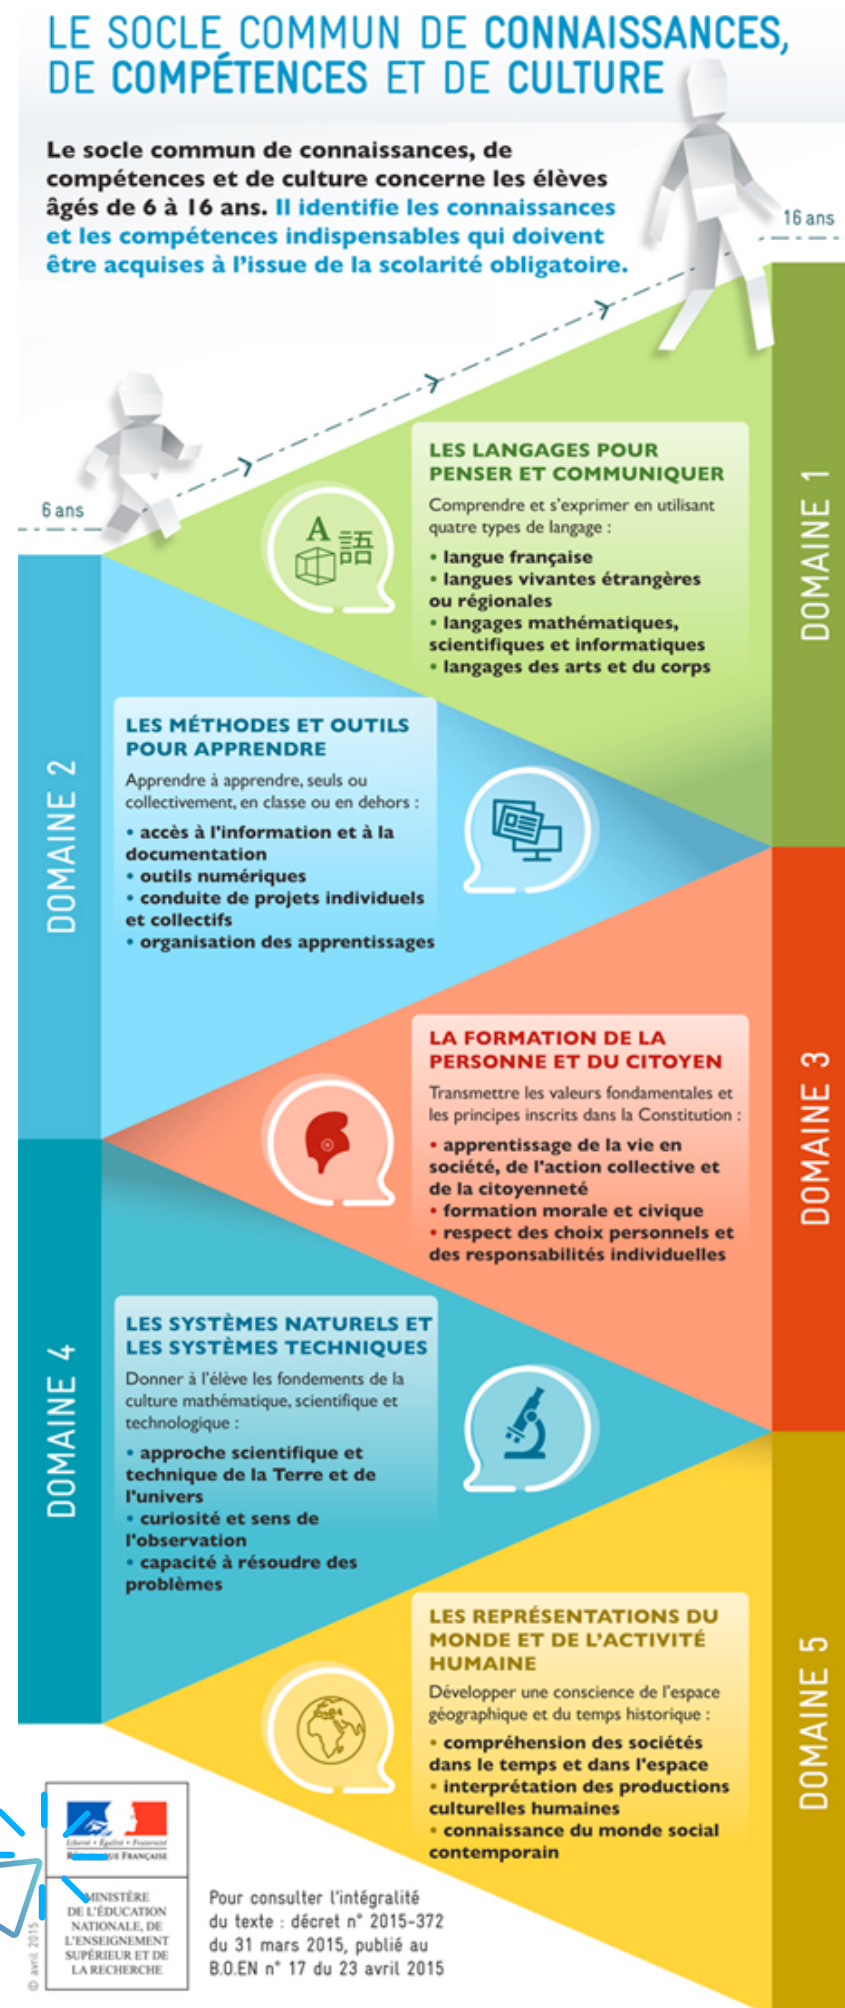 LE SOCLE COMMUN DE CONNAISSANCES,
DE COMPÉTENCES ET DE CULTURE
Le socle commun de connaissances, de
compétences et de culture concerne les élèves
âgés de 6 à 16 ans. Il identifie les connaissances
et les compétences indispensables qui doivent
être acquises à l'issue de la scolarité obligatoire.
16 ans
6 ans
DOMAINE 1
LES LANGAGES POUR
PENSER ET COMMUNIQUER
Comprendre et s'exprimer en utilisant
quatre types de langage :
• langue française
• langues vivantes étrangères
ou régionales
• langages mathématiques,
scientifiques et informatiques
• langages des arts et du corps
A 語
DOMAINE 2
LES MÉTHODES ET OUTILS
POUR APPRENDRE
Apprendre à apprendre, seuls ou
collectivement, en classe ou en dehors :
• accès à l'information et à la
documentation
• outils numériques
• conduite de projets individuels
et collectifs
• organisation des apprentissages
DOMAINE 3
LA FORMATION DE LA
PERSONNE ET DU CITOYEN
Transmettre les valeurs fondamentales et
les principes inscrits dans la Constitution :
• apprentissage de la vie en
société, de l'action collective et
de la citoyenneté
• formation morale et civique
• respect des choix personnels et
des responsabilités individuelles
DOMAINE 4
LES SYSTÈMES NATURELS ET
LES SYSTÈMES TECHNIQUES
Donner à l'élève les fondements de la
culture mathématique, scientifique et
technologique :
• approche scientifique et
technique de la Terre et de
l'univers
• curiosité et sens de
l'observation
• capacité à résoudre des
problèmes
DOMAINE 5
LES REPRÉSENTATIONS DU
MONDE ET DE L'ACTIVITÉ
HUMAINE
Développer une conscience de l'espace
géographique et du temps historique :
• compréhension des sociétés
dans le temps et dans l'espace
• interprétation des productions
culturelles humaines
• connaissance du monde social
contemporain
Liberté • Égalité • Fraternité
RÉPUBLIQUE FRANÇAISE
MINISTÈRE
DE L'ÉDUCATION
NATIONALE, DE
L'ENSEIGNEMENT
SUPÉRIEUR ET DE
LA RECHERCHE
© avril 2015
Pour consulter l'intégralité
du texte : décret n° 2015-372
du 31 mars 2015, publié au
B.O.EN n° 17 du 23 avril 2015